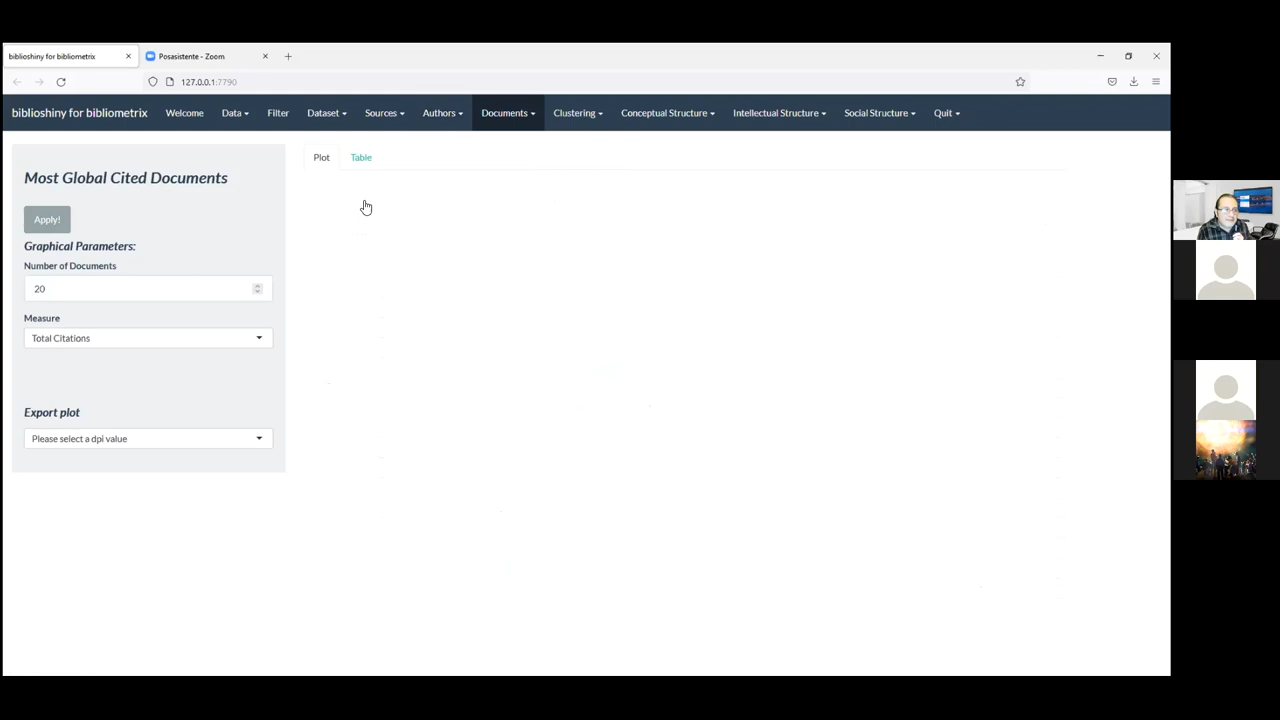 biblioshiny for bibliometrix
Posasistente - Zoom
127.0.0.1:7790
biblioshiny for bibliometrix Welcome Data Filter Dataset Sources Authors Documents Clustering Conceptual Structure Intellectual Structure Social Structure Quit
Most Global Cited Documents
Apply!
Graphical Parameters:
Number of Documents
20
Measure
Total Citations
Export plot
Please select a dpi value
Plot Table